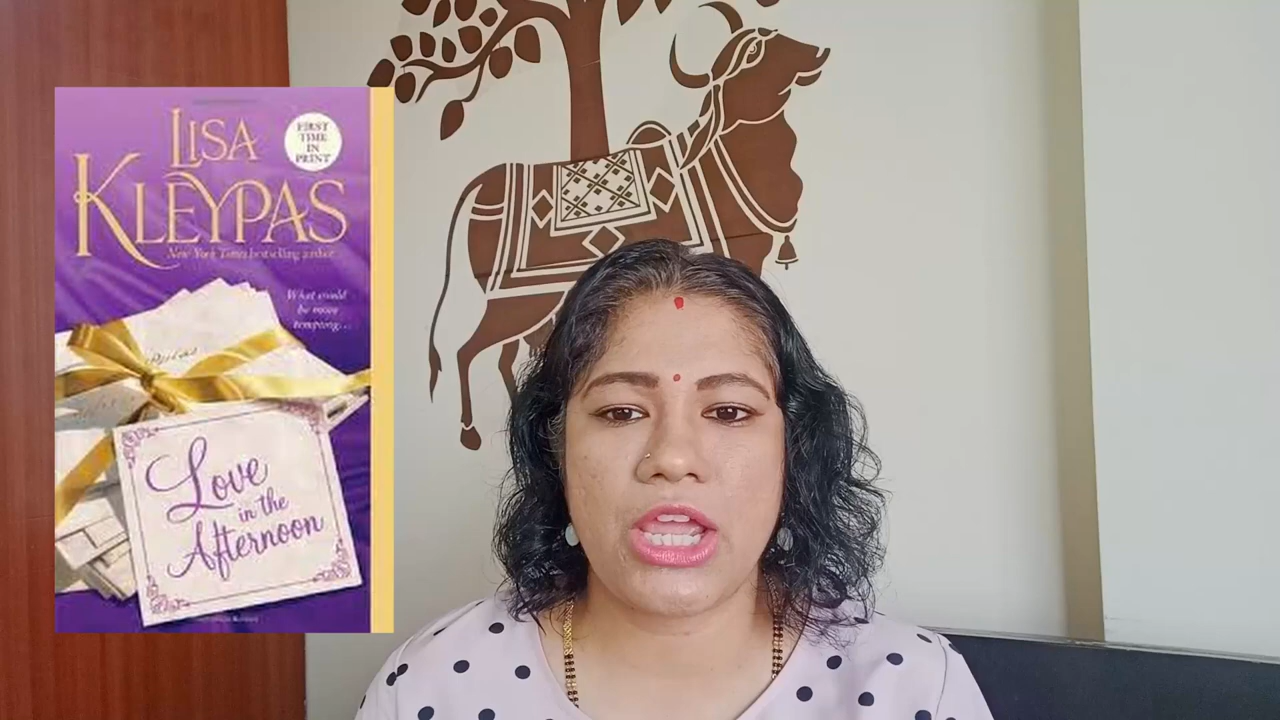 LISA
KLEYPAS
FIRST
TIME
IN
PRINT
New York Times bestselling author
What could
be more
tempting...
Love
in the
Afternoon